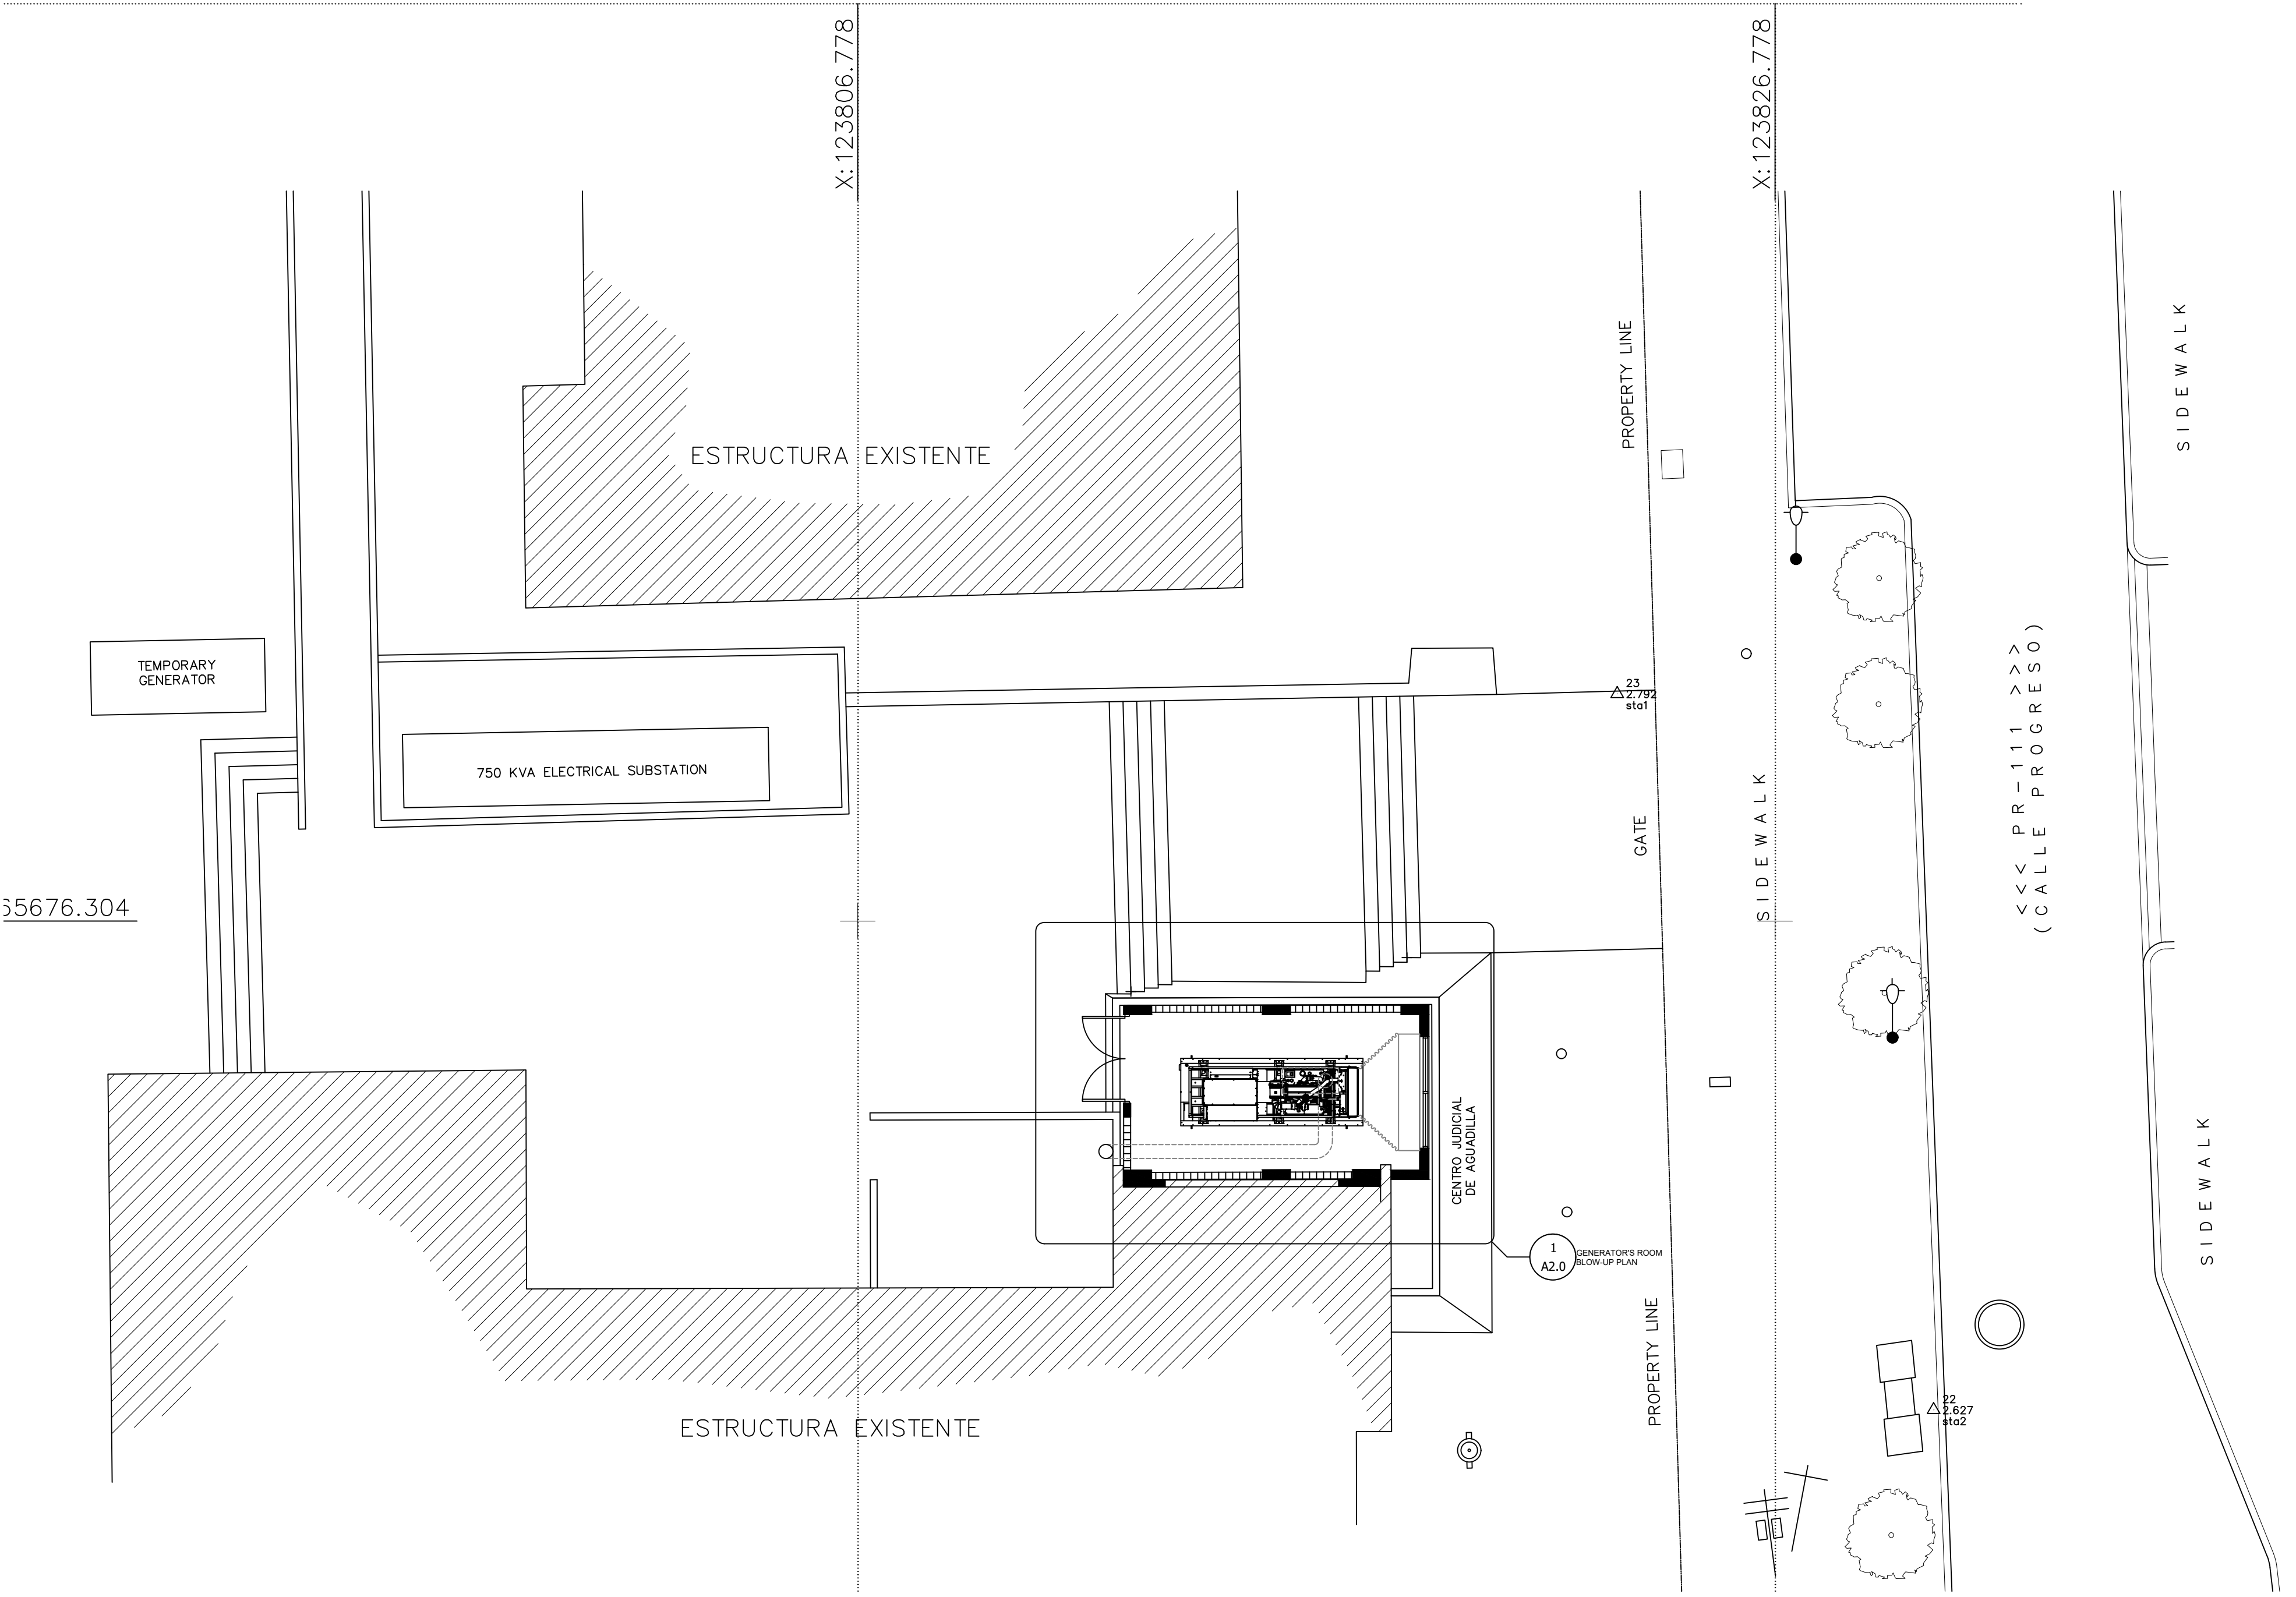 X:123806.778
X:123826.778
SIDEWALK
PROPERTY LINE
ESTRUCTURA EXISTENTE
TEMPORARY
GENERATOR
23
2.792
sta1
<<< PR-111 >>>
(CALLE PROGRESO)
750 KVA ELECTRICAL SUBSTATION
GATE
SIDEWALK
65676.304
CENTRO JUDICIAL
DE AGUADILLA
SIDEWALK
1
A2.0
GENERATOR'S ROOM
BLOW-UP PLAN
PROPERTY LINE
22
2.627
sta2
ESTRUCTURA EXISTENTE